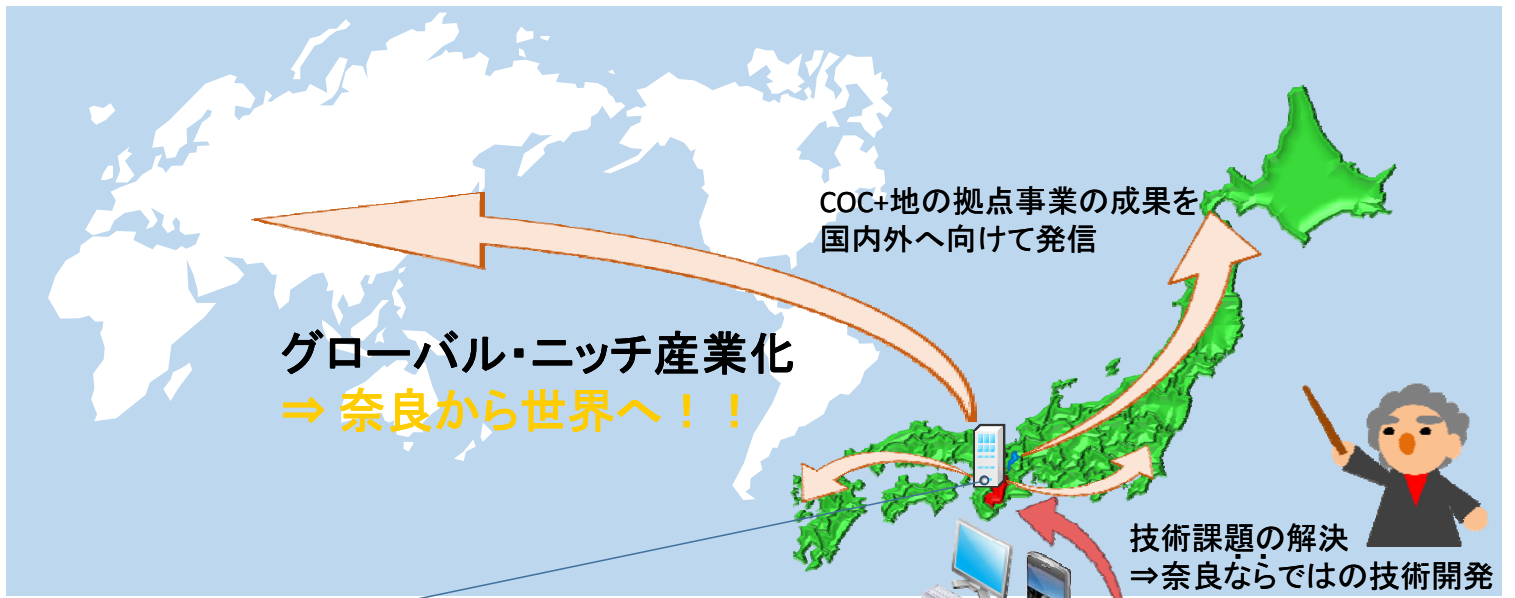 COC+地の拠点事業の成果を
国内外へ向けて発信
グローバル・ニッチ産業化
⇒ 奈良から世界へ！！
技術課題の解決
⇒奈良ならではの技術開発